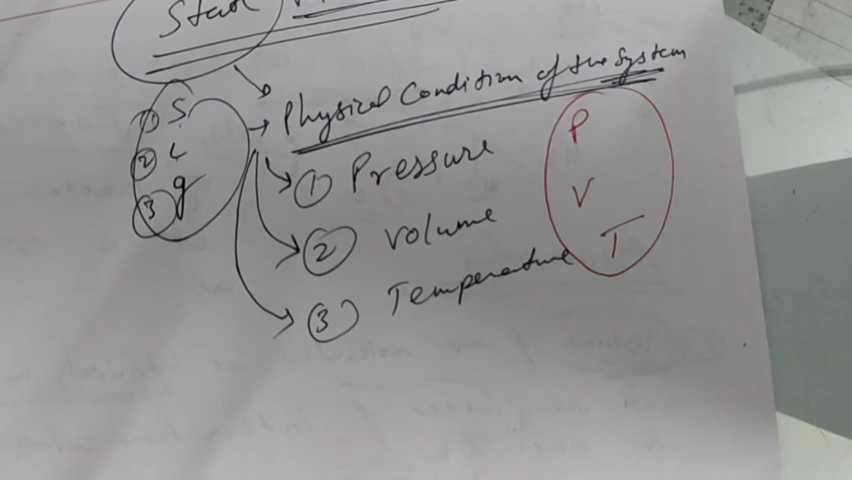 State
Physical Condition of the System
① S
② L
③ g
① Pressure
② Volume
③ Temperature
P
V
T